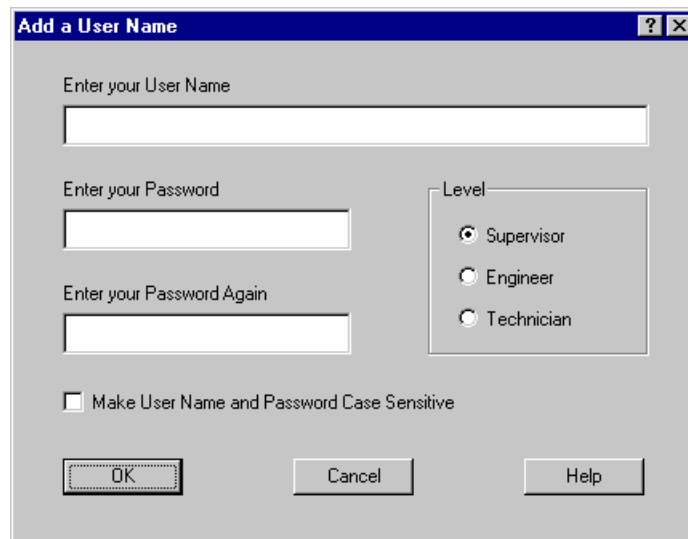 Add a User Name
Enter your User Name
Enter your Password
Level
Supervisor
Engineer
Enter your Password Again
Technician
Make User Name and Password Case Sensitive
OK Cancel Help